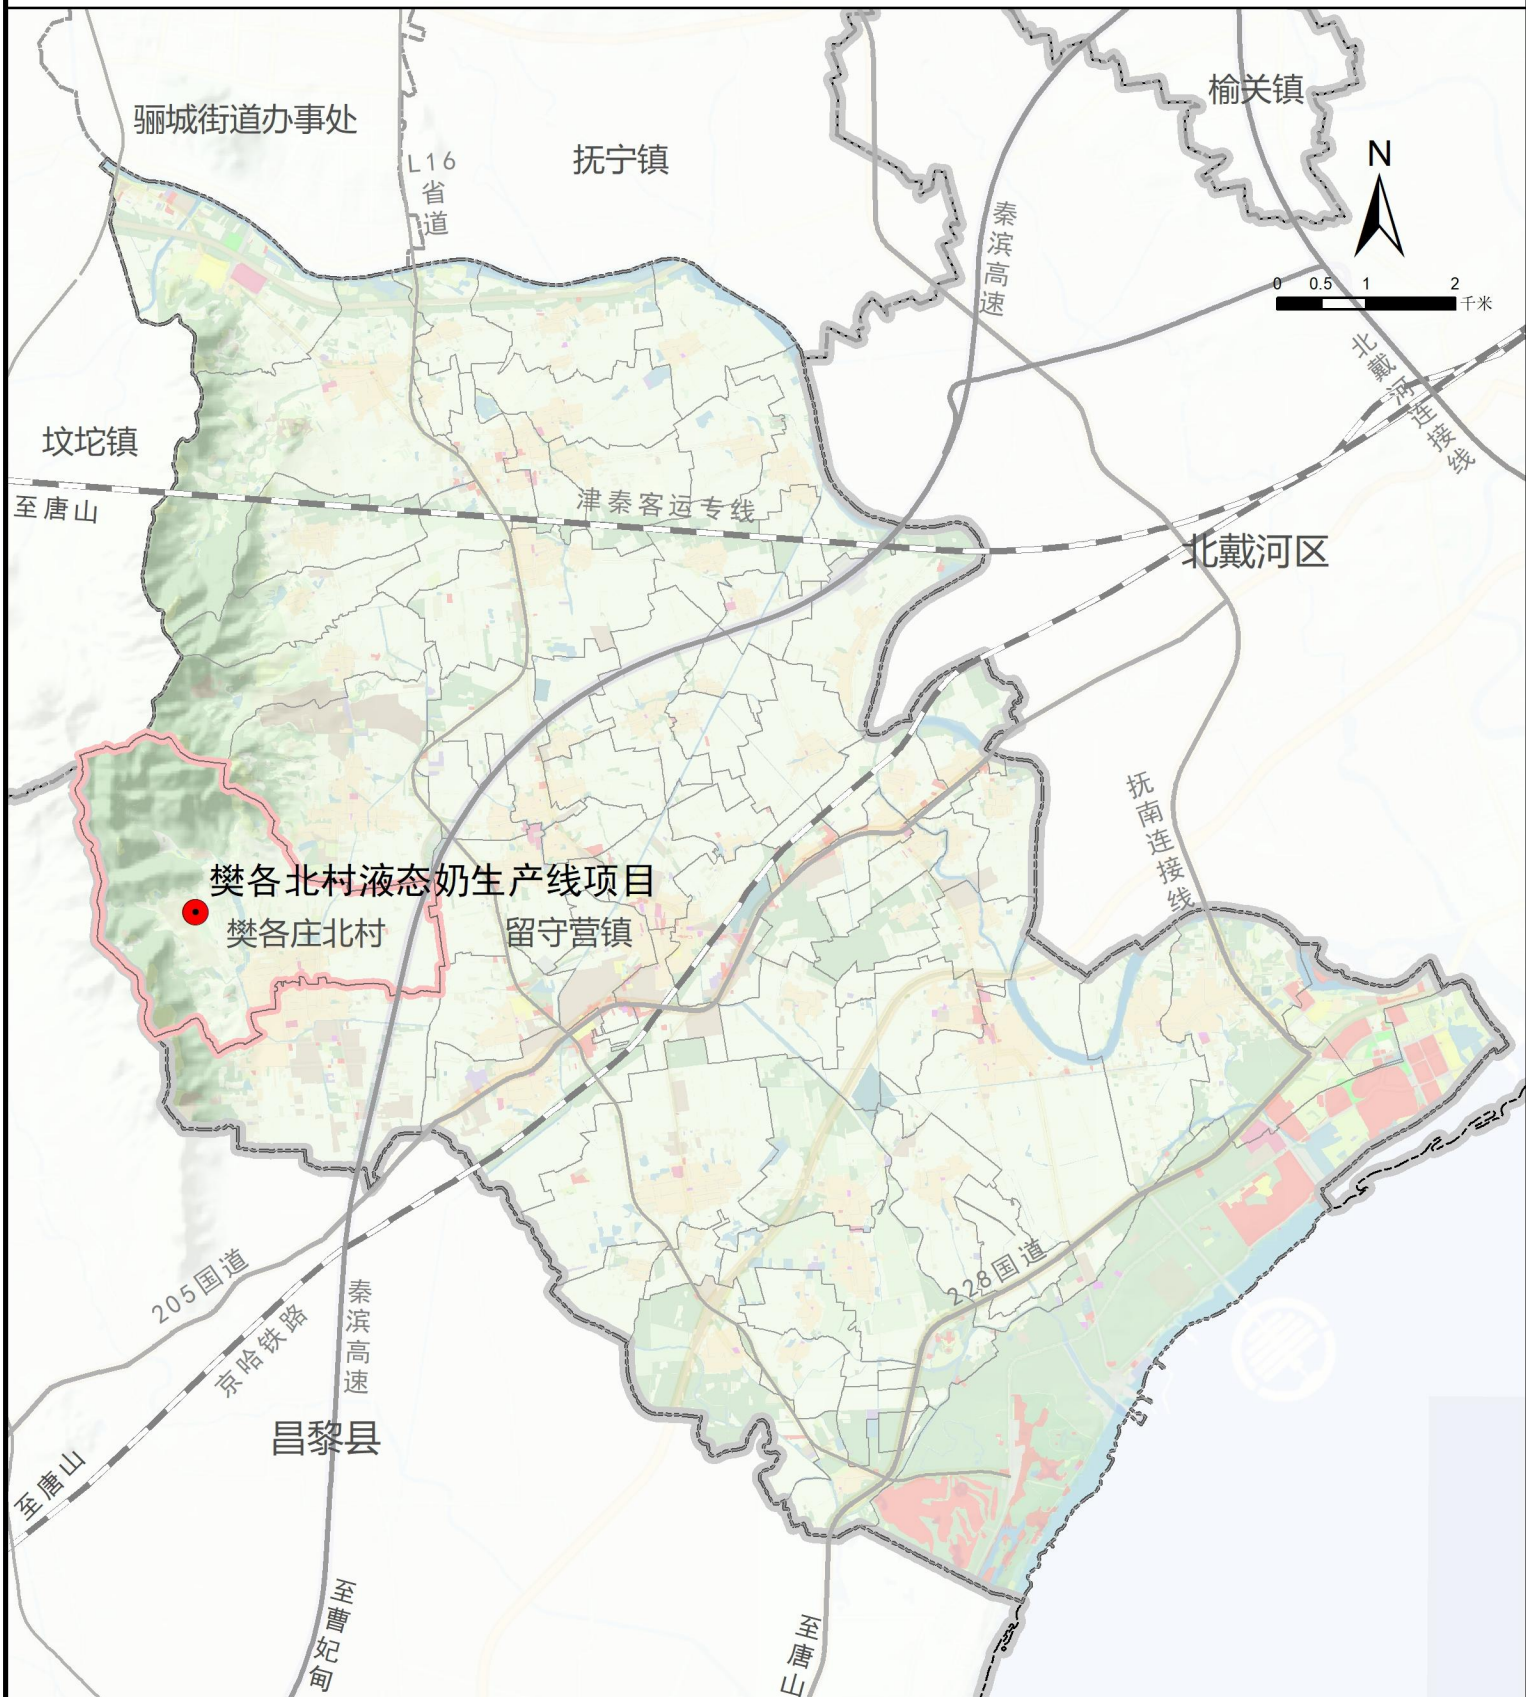 榆关镇
骊城街道办事处
抚宁镇
L16省道
N
秦滨高速
0 0.5 1 2
千米
北戴河连接线
坟坨镇
至唐山
津秦客运专线
北戴河区
抚南连接线
樊各北村液态奶生产线项目
樊各庄北村
留守营镇
205国道
228国道
京哈铁路
秦滨高速
昌黎县
至唐山
至曹妃甸
至唐山